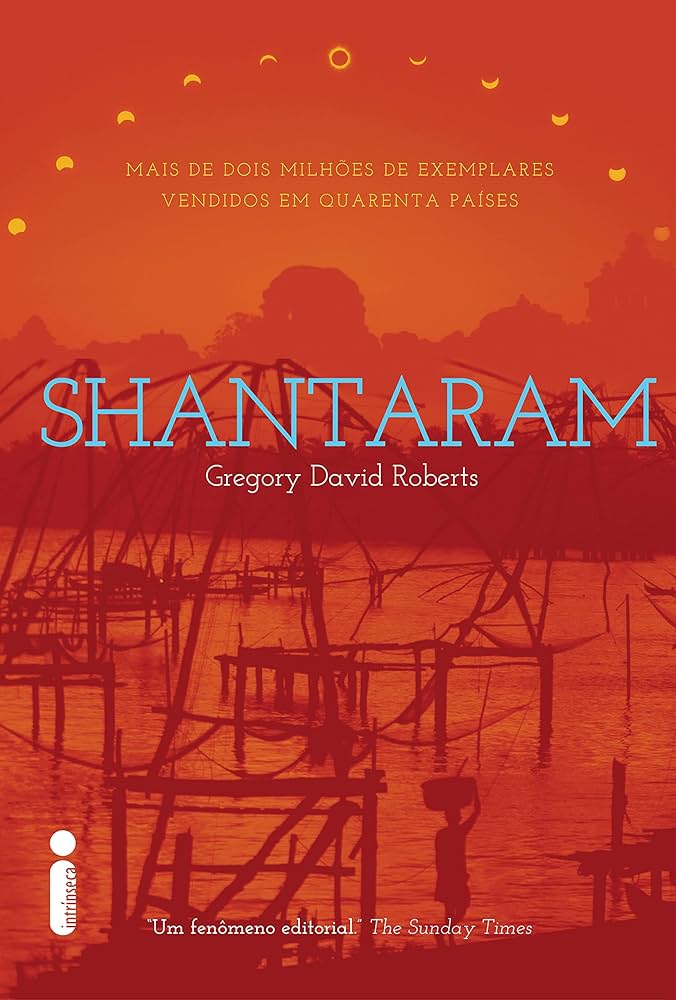 MAIS DE DOIS MILHÕES DE EXEMPLARES
VENDIDOS EM QUARENTA PAÍSES
SHANTARAM
Gregory David Roberts
intrínseca
"Um fenômeno editorial." The Sunday Times